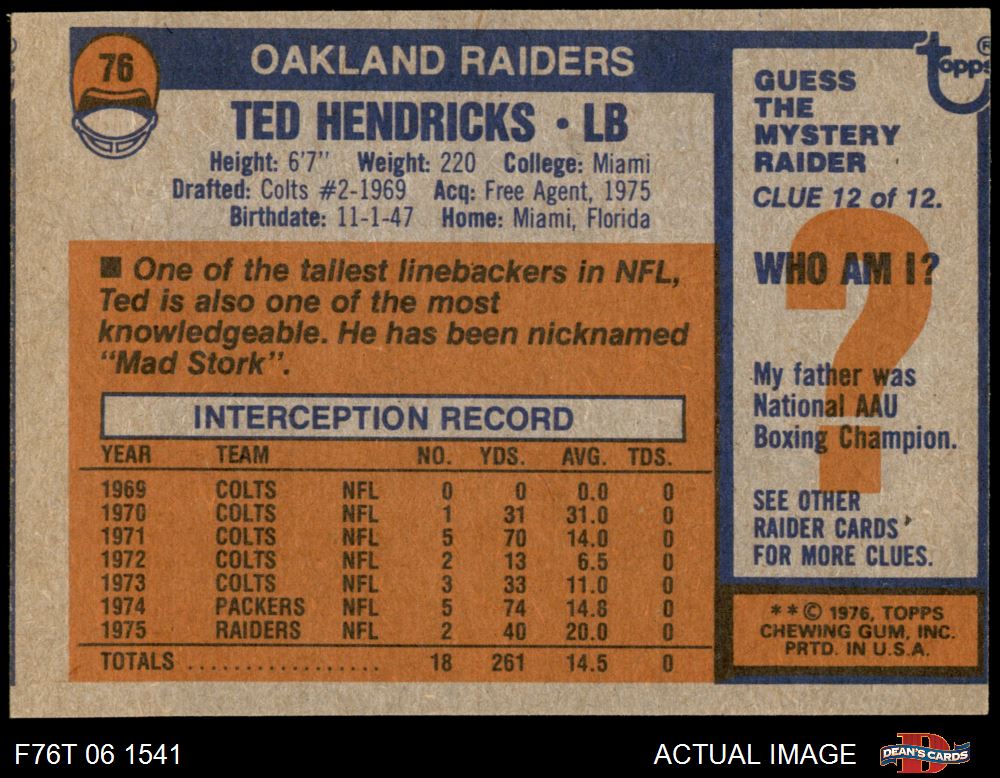 76
OAKLAND RAIDERS
TED HENDRICKS • LB
Height: 6'7" Weight: 220 College: Miami
Drafted: Colts #2-1969 Acq: Free Agent, 1975
Birthdate: 11-1-47 Home: Miami, Florida
■ One of the tallest linebackers in NFL,
Ted is also one of the most
knowledgeable. He has been nicknamed
"Mad Stork".
INTERCEPTION RECORD
YEAR TEAM NO. YDS. AVG. TDS.
1969 COLTS NFL 0 0 0.0 0
1970 COLTS NFL 1 31 31.0 0
1971 COLTS NFL 5 70 14.0 0
1972 COLTS NFL 2 13 6.5 0
1973 COLTS NFL 3 33 11.0 0
1974 PACKERS NFL 5 74 14.8 0
1975 RAIDERS NFL 2 40 20.0 0
TOTALS .................. 18 261 14.5 0
topps®
GUESS
THE
MYSTERY
RAIDER
CLUE 12 of 12.
WHO AM I?
?
My father was
National AAU
Boxing Champion.
SEE OTHER
RAIDER CARDS
FOR MORE CLUES.
**© 1976, TOPPS
CHEWING GUM, INC.
PRTD. IN U.S.A.
F76T 06 1541
ACTUAL IMAGE
DEAN'S CARDS